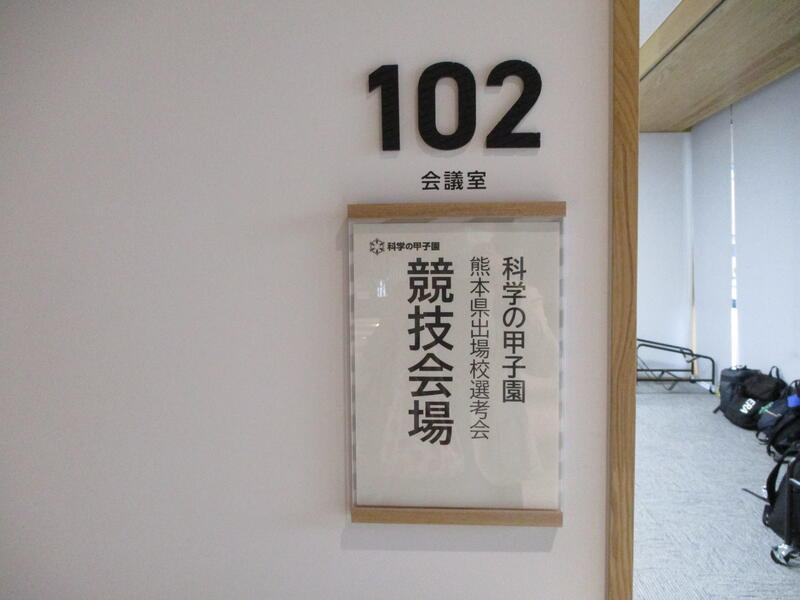 102
会議室
科学の甲子園
科学の甲子園
熊本県出場校選考会
競技会場